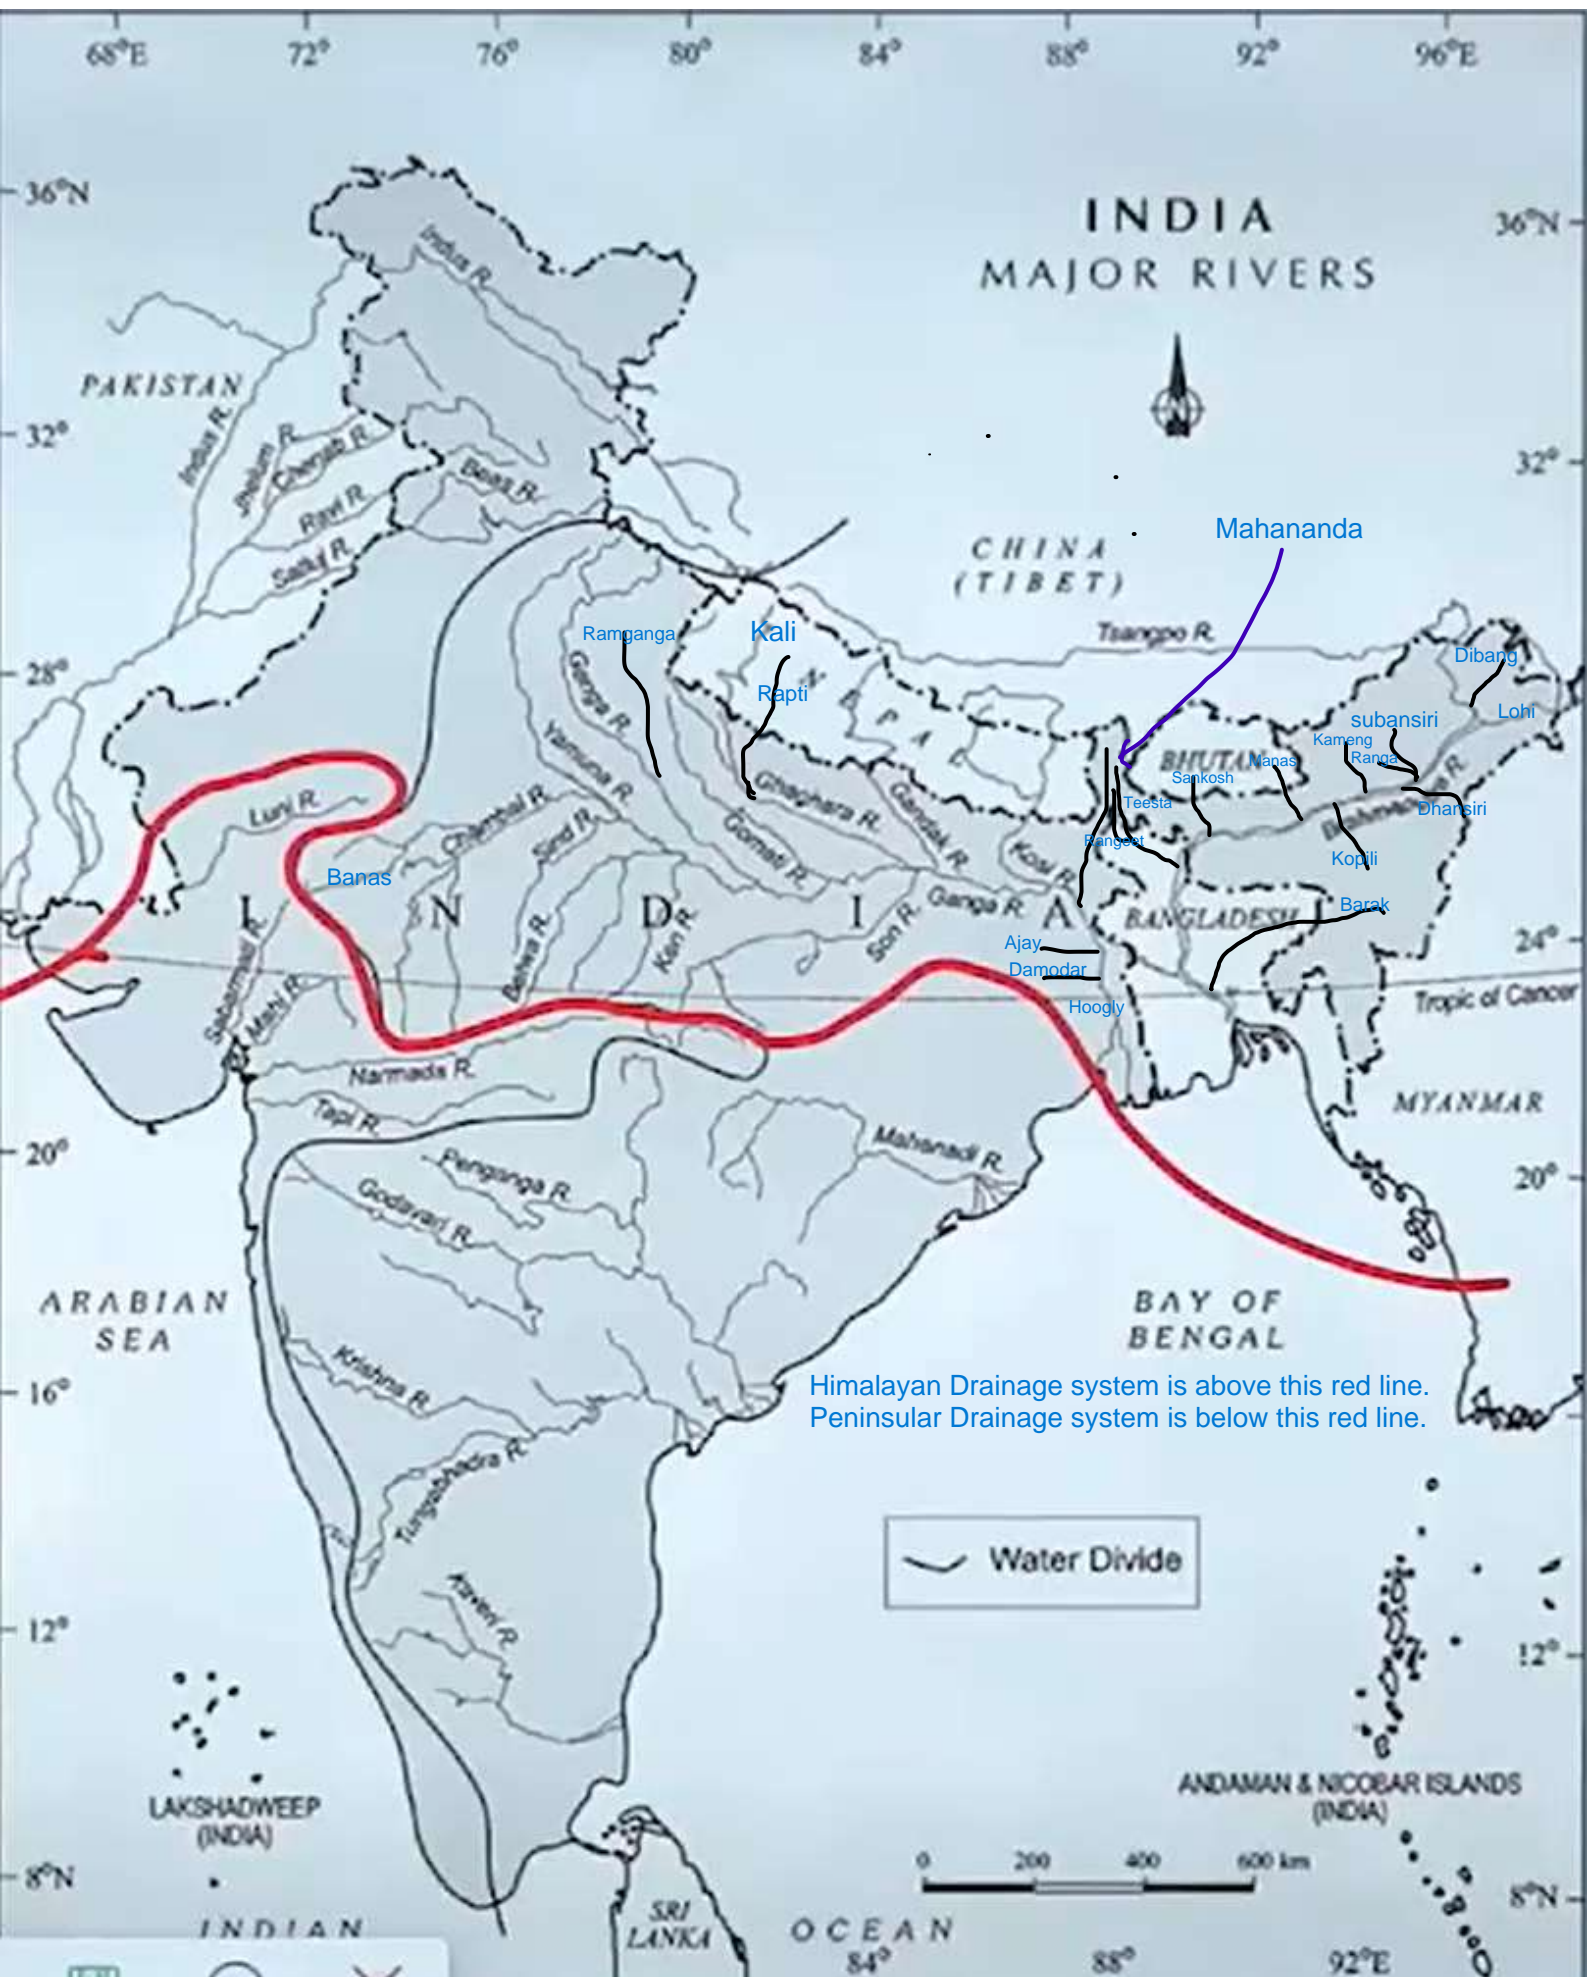 68°E 72° 76° 80° 84° 88° 92° 96°E
36°N
INDIA
36°N
MAJOR RIVERS
Indus R.
PAKISTAN
32°
Indus R.
Jhelum R.
Chenab R.
Beas R.
32°
Ravi R.
Satluj R.
Mahananda
CHINA
(TIBET)
Tsangpo R.
Ramganga
Kali
28°
Dibang
Ganga R.
Rapti
NEPA
Lohi
subansiri
Kameng
Ranga
Yamuna R.
BHUTAN
Manas
Sankosh
Luni R.
Chambal R.
Ghaghara R.
Gandak R.
Teesta
Brahmaputra R.
Dhansiri
Sind R.
Gomati R.
Kosi R.
Rangeet
Kopili
Banas
Barak
INDIA
Ganga R.
BANGLADESH
Sabarmati R.
Mahi R.
Betwa R.
Ken R.
Son R.
Ajay
24°
Damodar
Hoogly
Tropic of Cancer
Narmada R.
Tapi R.
MYANMAR
20°
Mahanadi R.
Penganga R.
20°
Godavari R.
ARABIAN
SEA
BAY OF
BENGAL
Krishna R.
16°
Himalayan Drainage system is above this red line.
Peninsular Drainage system is below this red line.
Tungabhadra R.
Water Divide
Kaveri R.
12°
12°
LAKSHADWEEP
(INDIA)
ANDAMAN & NICOBAR ISLANDS
(INDIA)
0 200 400 600 km
8°N
8°N
SRI
LANKA
INDIAN OCEAN
84° 88° 92°E